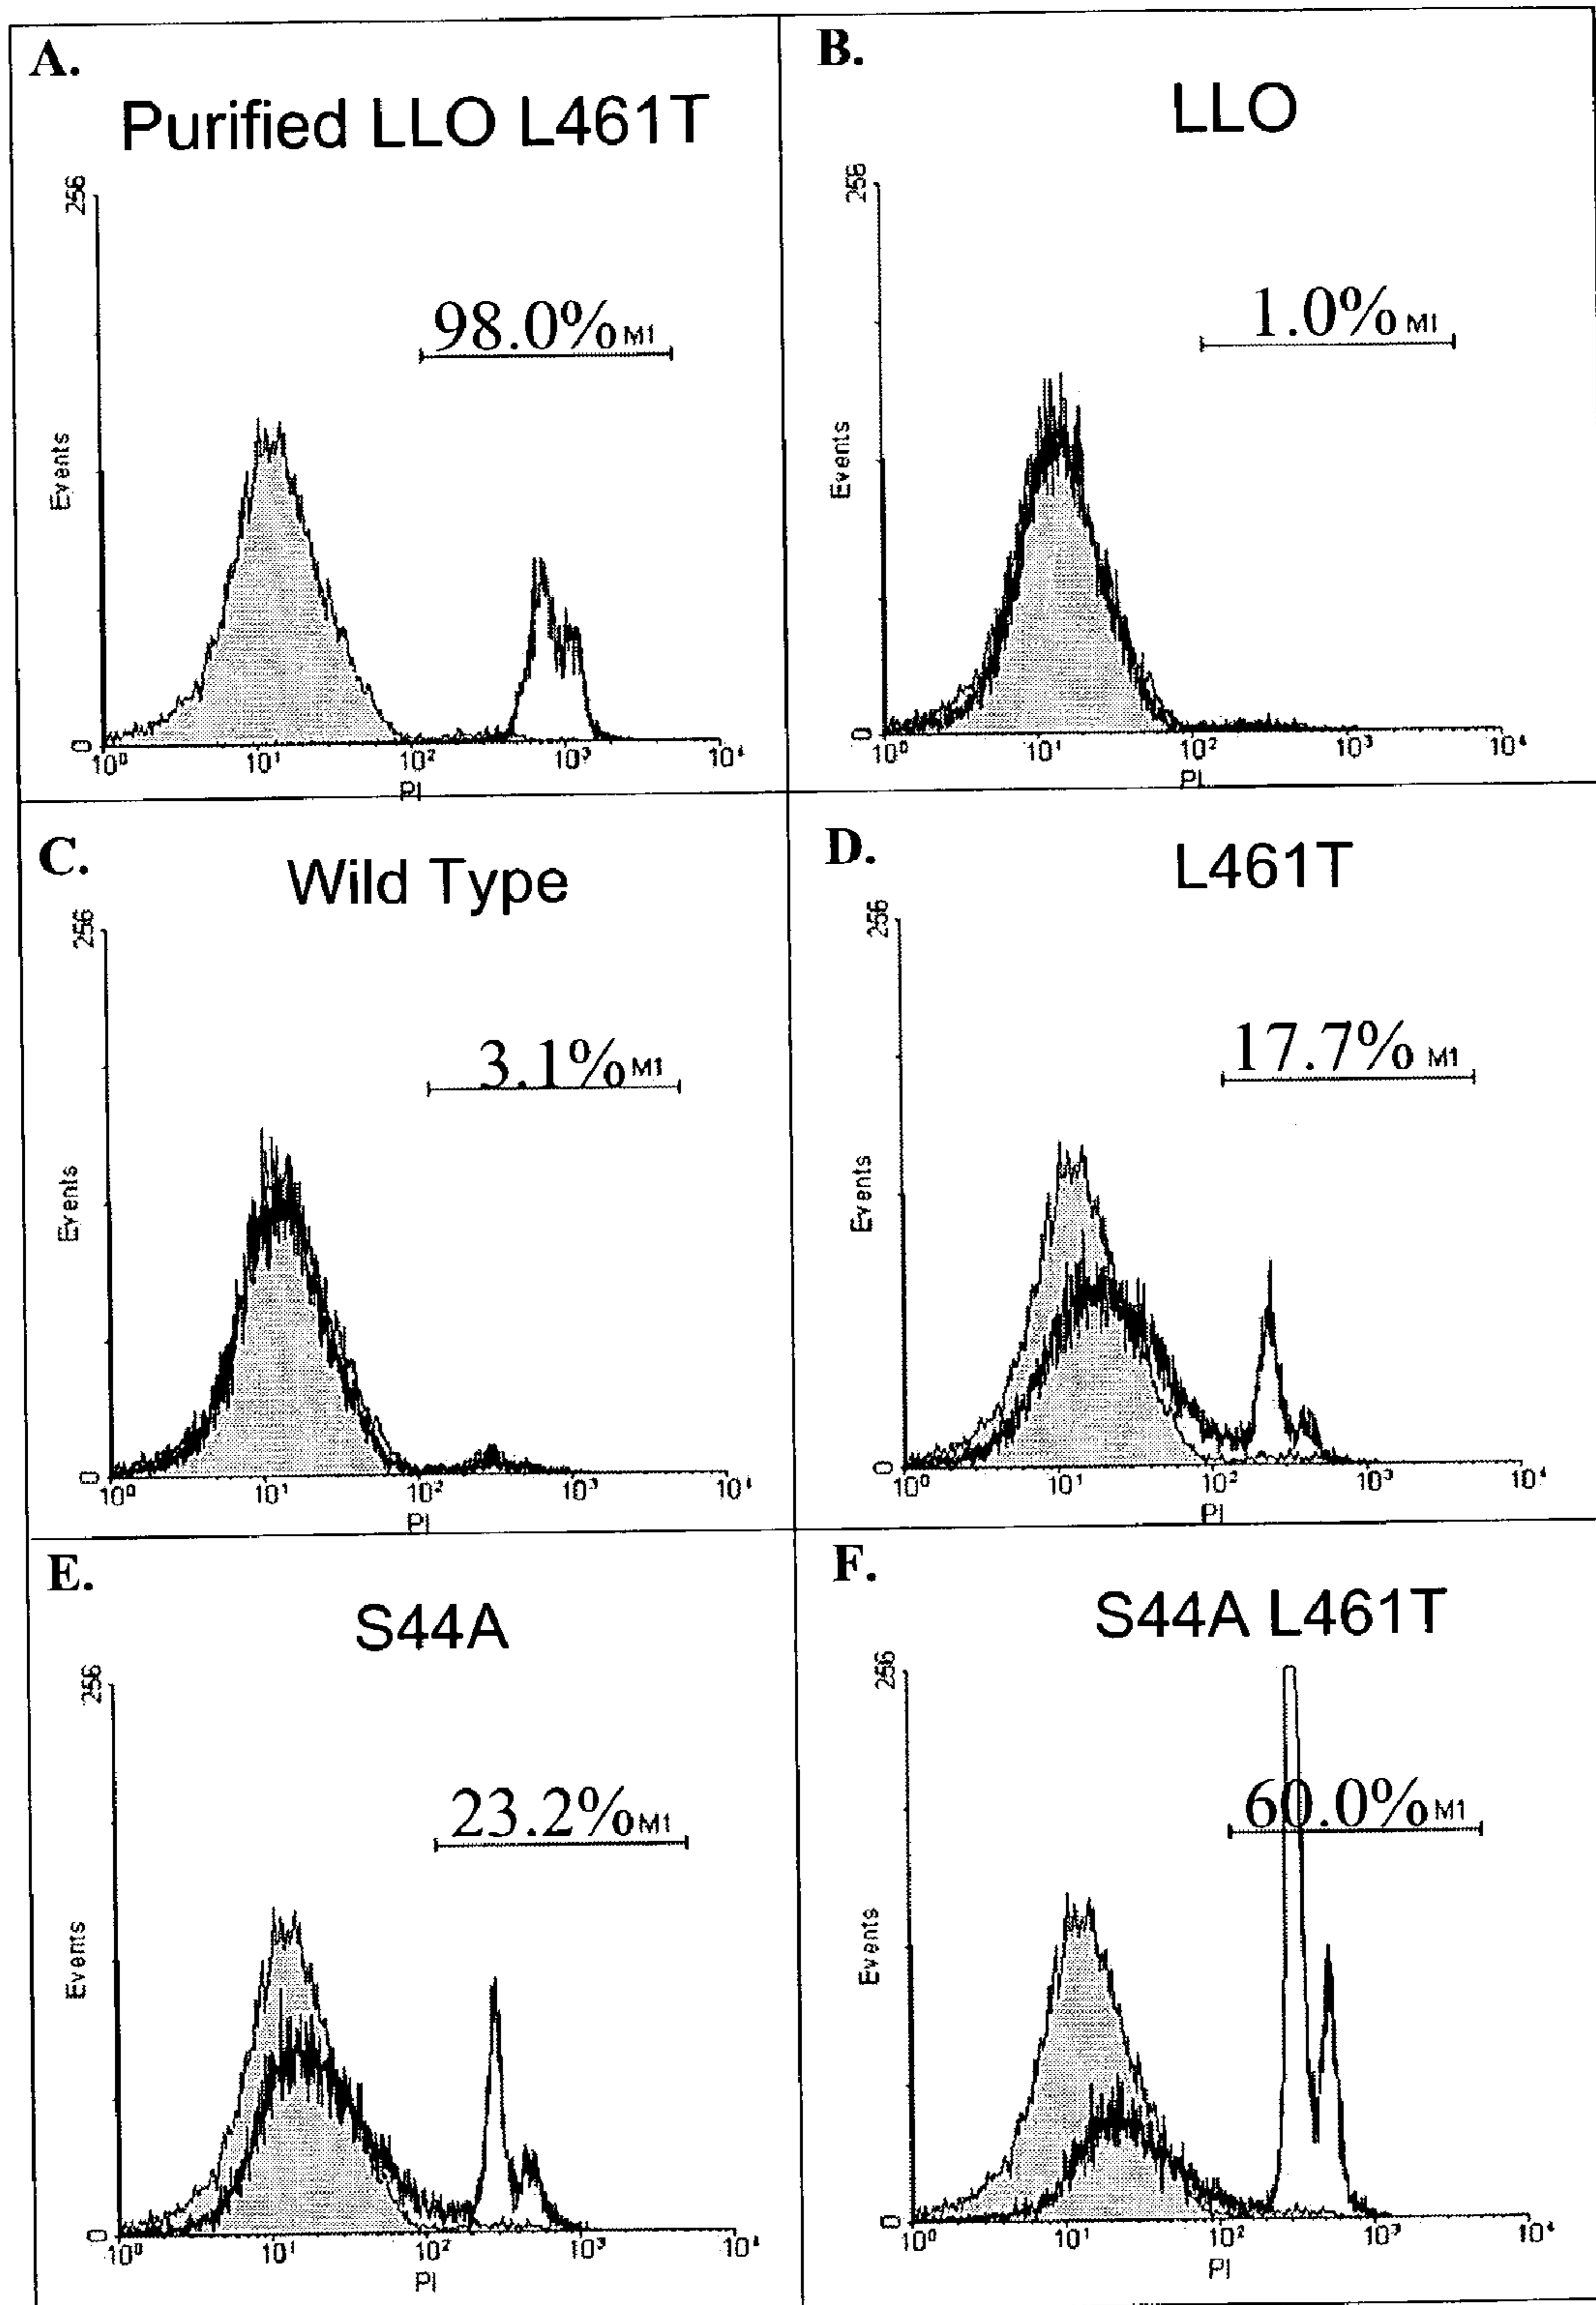 A.
Purified LLO L461T
256
98.0% M1
Events
0
10⁰ 10¹ 10² 10³ 10⁴
PI
B.
LLO
256
1.0% M1
Events
0
10⁰ 10¹ 10² 10³ 10⁴
PI
C.
Wild Type
256
3.1% M1
Events
0
10⁰ 10¹ 10² 10³ 10⁴
PI
D.
L461T
256
17.7% M1
Events
0
10⁰ 10¹ 10² 10³ 10⁴
PI
E.
S44A
256
23.2% M1
Events
0
10⁰ 10¹ 10² 10³ 10⁴
PI
F.
S44A L461T
256
60.0% M1
Events
0
10⁰ 10¹ 10² 10³ 10⁴
PI